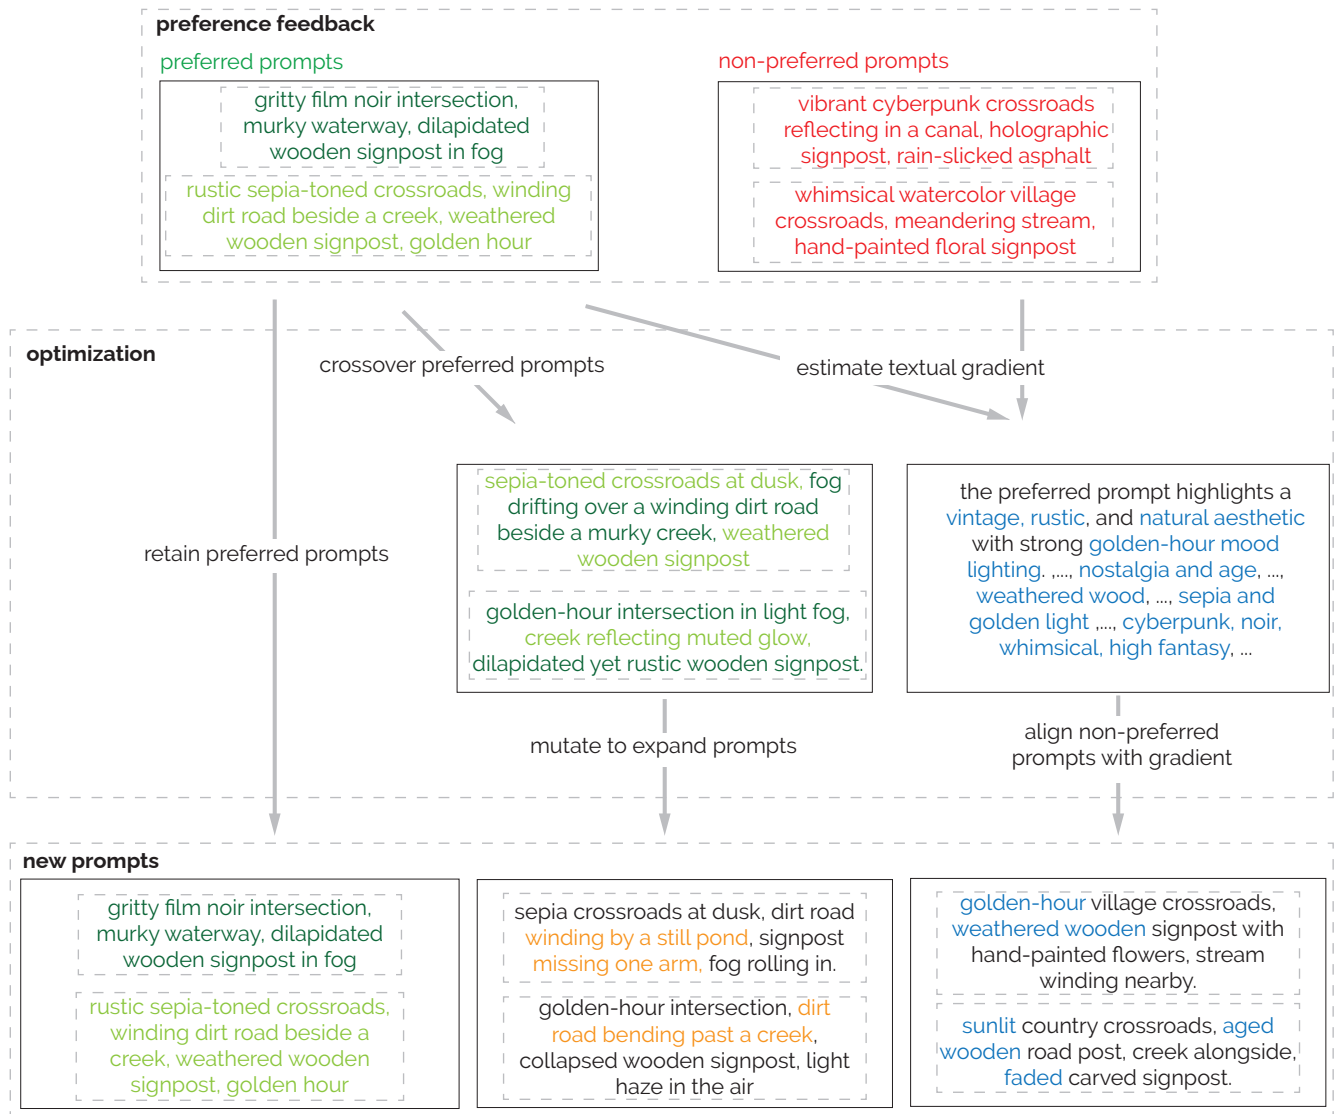 preference feedback
preferred prompts
gritty film noir intersection,
murky waterway, dilapidated
wooden signpost in fog
rustic sepia-toned crossroads, winding
dirt road beside a creek, weathered
wooden signpost, golden hour
non-preferred prompts
vibrant cyberpunk crossroads
reflecting in a canal, holographic
signpost, rain-slicked asphalt
whimsical watercolor village
crossroads, meandering stream,
hand-painted floral signpost
optimization
crossover preferred prompts
estimate textual gradient
retain preferred prompts
sepia-toned crossroads at dusk, fog
drifting over a winding dirt road
beside a murky creek, weathered
wooden signpost
golden-hour intersection in light fog,
creek reflecting muted glow,
dilapidated yet rustic wooden signpost.
the preferred prompt highlights a
vintage, rustic, and natural aesthetic
with strong golden-hour mood
lighting. ,..., nostalgia and age, ...,
weathered wood, ..., sepia and
golden light ,..., cyberpunk, noir,
whimsical, high fantasy, ...
mutate to expand prompts
align non-preferred
prompts with gradient
new prompts
gritty film noir intersection,
murky waterway, dilapidated
wooden signpost in fog
rustic sepia-toned crossroads,
winding dirt road beside a
creek, weathered wooden
signpost, golden hour
sepia crossroads at dusk, dirt road
winding by a still pond, signpost
missing one arm, fog rolling in.
golden-hour intersection, dirt
road bending past a creek,
collapsed wooden signpost, light
haze in the air
golden-hour village crossroads,
weathered wooden signpost with
hand-painted flowers, stream
winding nearby.
sunlit country crossroads, aged
wooden road post, creek alongside,
faded carved signpost.